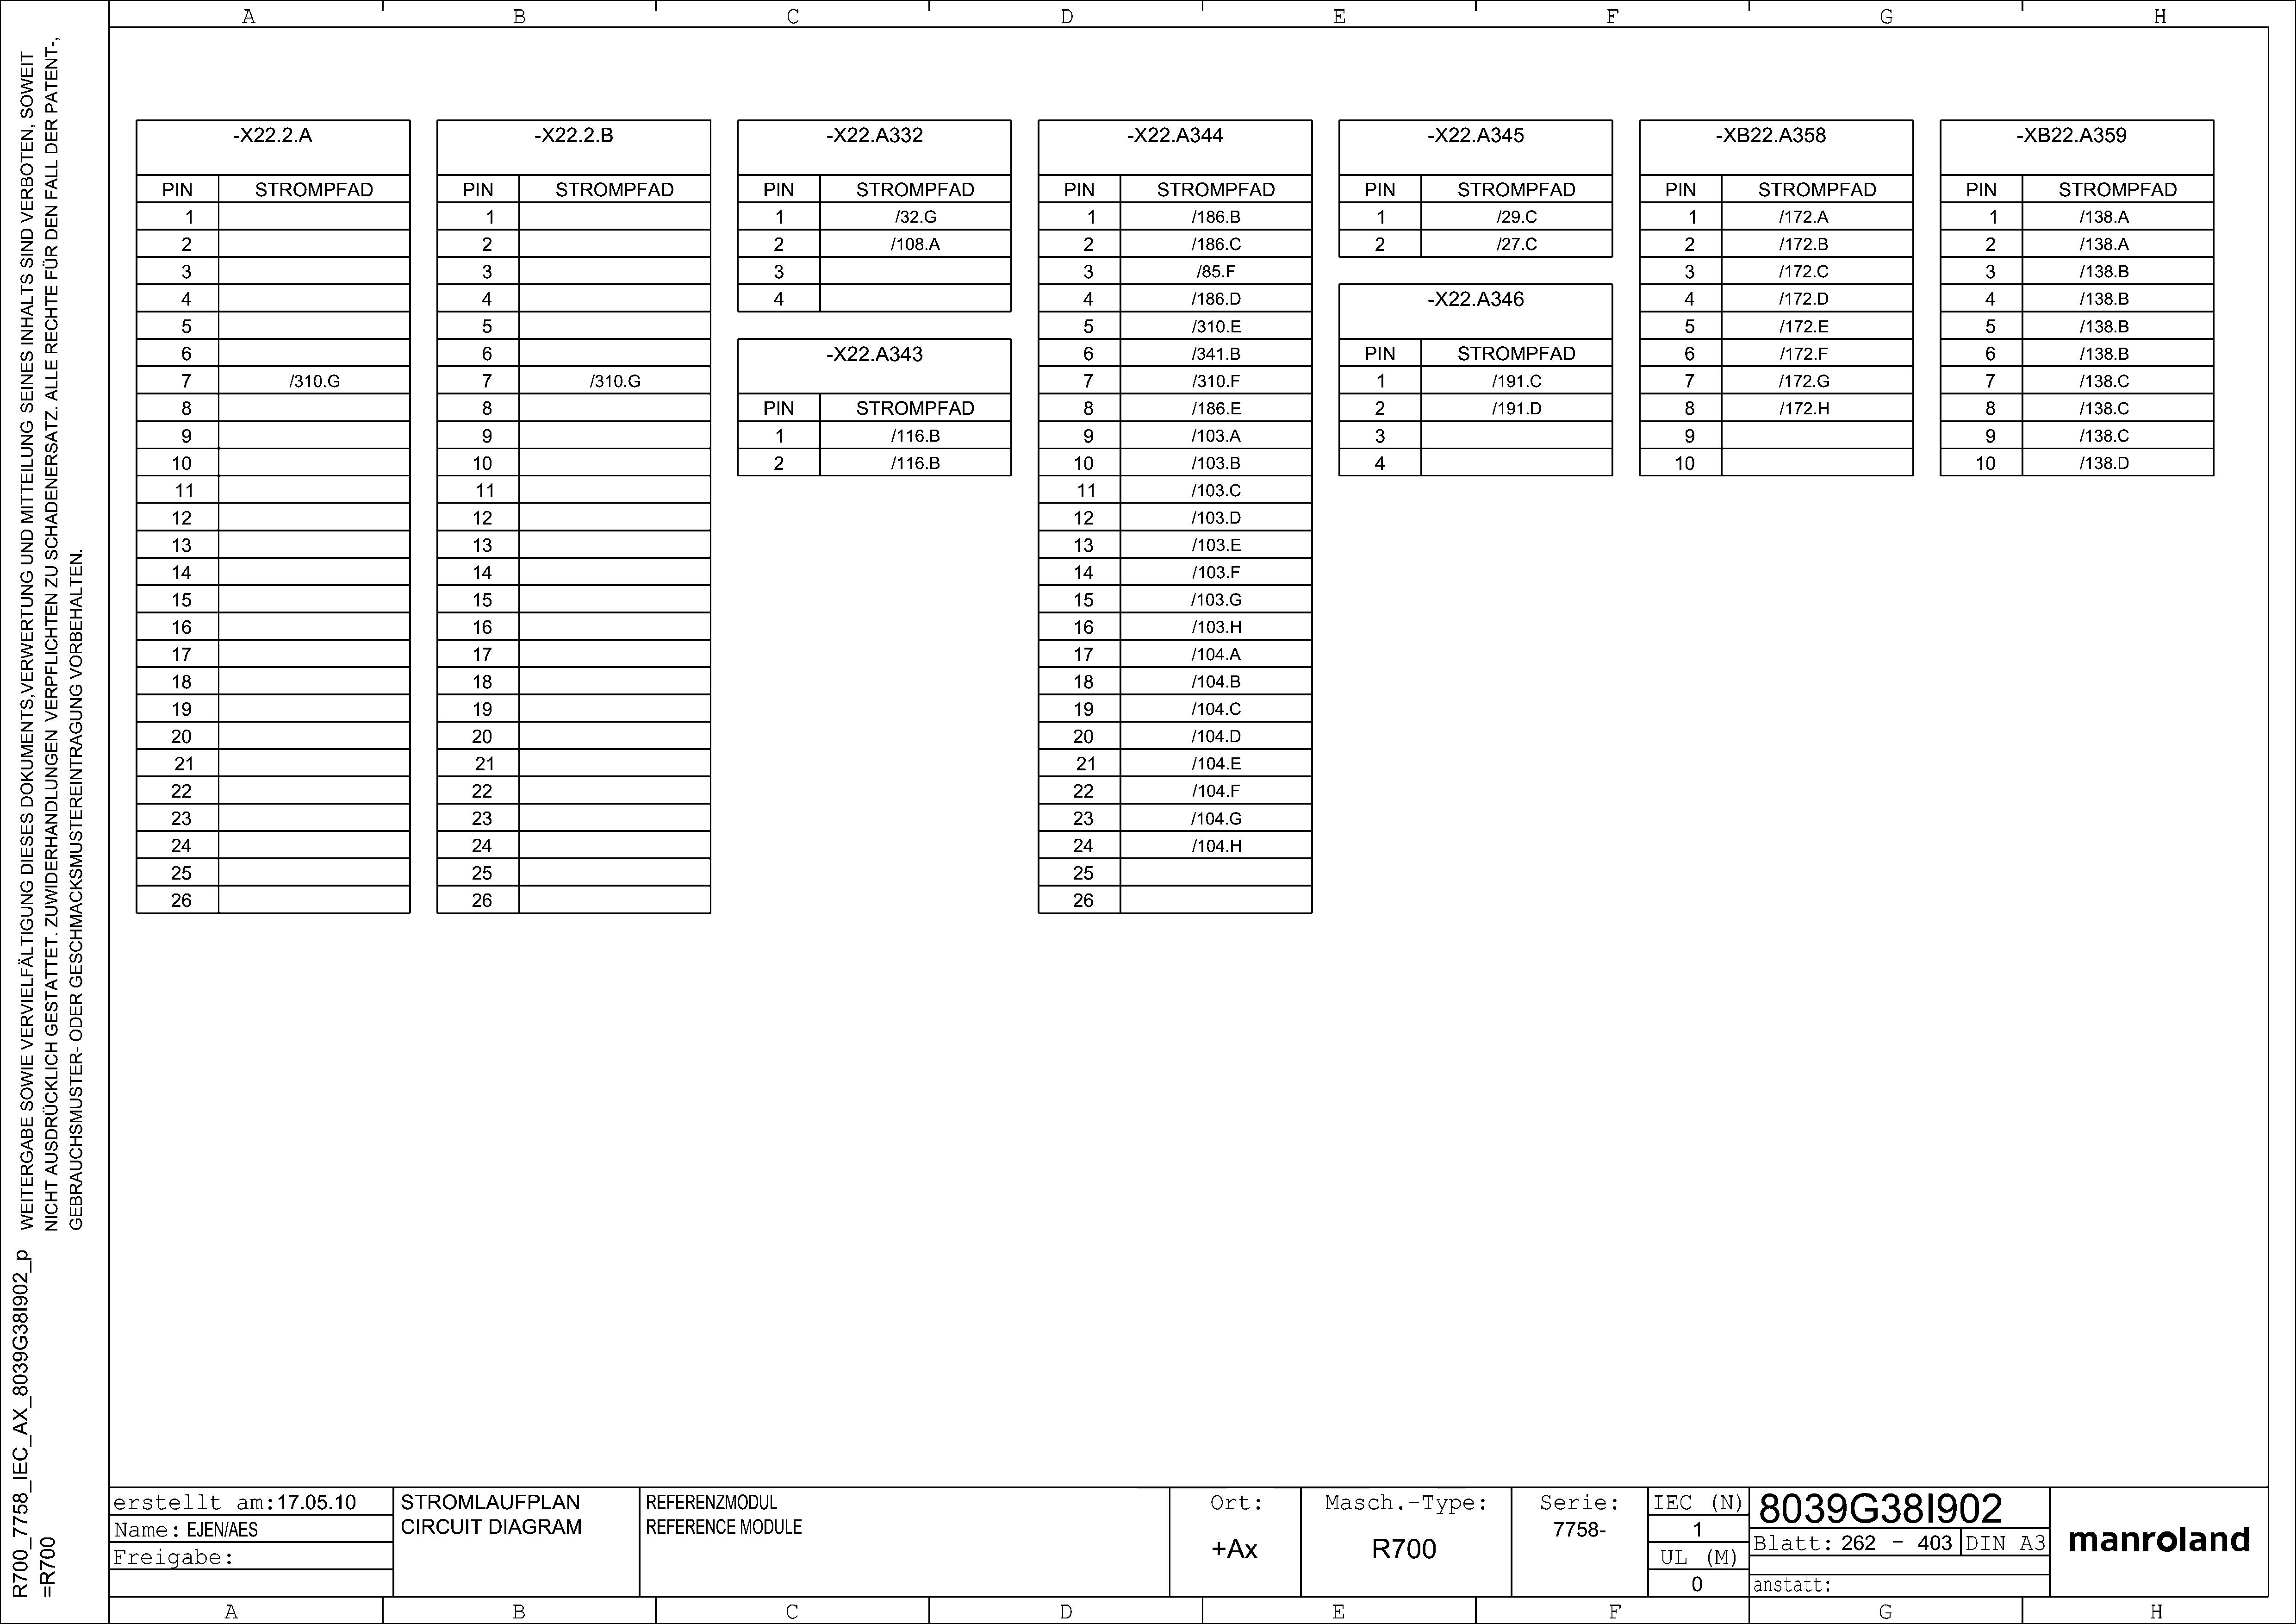 A B C D E F G H
WEITERGABE SOWIE VERVIELFÄLTIGUNG DIESES DOKUMENTS,VERWERTUNG UND MITTEILUNG SEINES INHALTS SIND VERBOTEN, SOWEIT
NICHT AUSDRÜCKLICH GESTATTET. ZUWIDERHANDLUNGEN VERPFLICHTEN ZU SCHADENERSATZ. ALLE RECHTE FÜR DEN FALL DER PATENT-,
GEBRAUCHSMUSTER- ODER GESCHMACKSMUSTEREINTRAGUNG VORBEHALTEN.
R700_7758_IEC_AX_8039G38I902_p
=R700
-X22.2.A
PIN STROMPFAD
1
2
3
4
5
6
7 /310.G
8
9
10
11
12
13
14
15
16
17
18
19
20
21
22
23
24
25
26
-X22.2.B
PIN STROMPFAD
1
2
3
4
5
6
7 /310.G
8
9
10
11
12
13
14
15
16
17
18
19
20
21
22
23
24
25
26
-X22.A332
PIN STROMPFAD
1 /32.G
2 /108.A
3
4
-X22.A343
PIN STROMPFAD
1 /116.B
2 /116.B
-X22.A344
PIN STROMPFAD
1 /186.B
2 /186.C
3 /85.F
4 /186.D
5 /310.E
6 /341.B
7 /310.F
8 /186.E
9 /103.A
10 /103.B
11 /103.C
12 /103.D
13 /103.E
14 /103.F
15 /103.G
16 /103.H
17 /104.A
18 /104.B
19 /104.C
20 /104.D
21 /104.E
22 /104.F
23 /104.G
24 /104.H
25
26
-X22.A345
PIN STROMPFAD
1 /29.C
2 /27.C
-X22.A346
PIN STROMPFAD
1 /191.C
2 /191.D
3
4
-XB22.A358
PIN STROMPFAD
1 /172.A
2 /172.B
3 /172.C
4 /172.D
5 /172.E
6 /172.F
7 /172.G
8 /172.H
9
10
-XB22.A359
PIN STROMPFAD
1 /138.A
2 /138.A
3 /138.B
4 /138.B
5 /138.B
6 /138.B
7 /138.C
8 /138.C
9 /138.C
10 /138.D
erstellt am:17.05.10
Name: EJEN/AES
Freigabe:
STROMLAUFPLAN
CIRCUIT DIAGRAM
REFERENZMODUL
REFERENCE MODULE
Ort:
+Ax
Masch.-Type:
R700
Serie:
7758-
IEC (N)
1
UL (M)
0
8039G38I902
Blatt: 262 - 403 DIN A3
anstatt:
manroland
A B C D E F G H